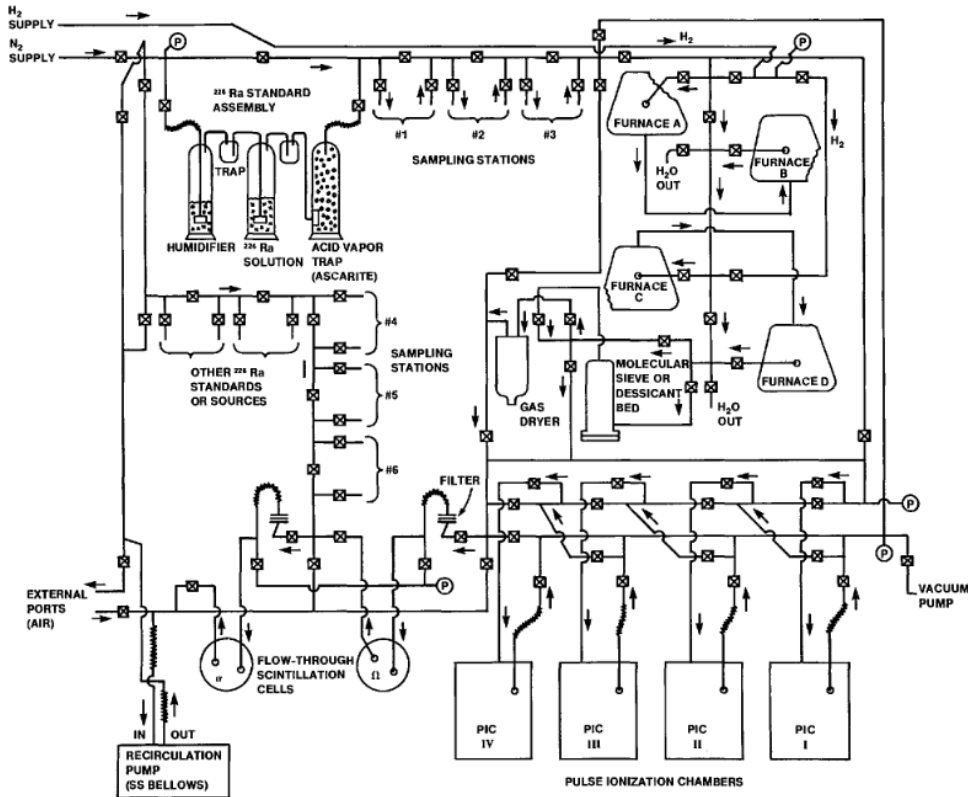 H2
SUPPLY
N2
SUPPLY
P
H2
P
226 Ra STANDARD
ASSEMBLY
#1
#2
#3
SAMPLING STATIONS
TRAP
HUMIDIFIER
226 Ra
SOLUTION
ACID VAPOR
TRAP
(ASCARITE)
FURNACE A
FURNACE
B
H2
H2O
OUT
FURNACE
C
FURNACE D
H2O
OUT
#4
SAMPLING
STATIONS
#5
#6
OTHER 226 Ra
STANDARDS
OR SOURCES
GAS
DRYER
MOLECULAR
SIEVE OR
DESSICANT
BED
FILTER
P
P
P
EXTERNAL
PORTS
(AIR)
VACUUM
PUMP
α
FLOW-THROUGH
SCINTILLATION
CELLS
Ω
IN
OUT
RECIRCULATION
PUMP
(SS BELLOWS)
PIC
IV
PIC
III
PIC
II
PIC
I
PULSE IONIZATION CHAMBERS